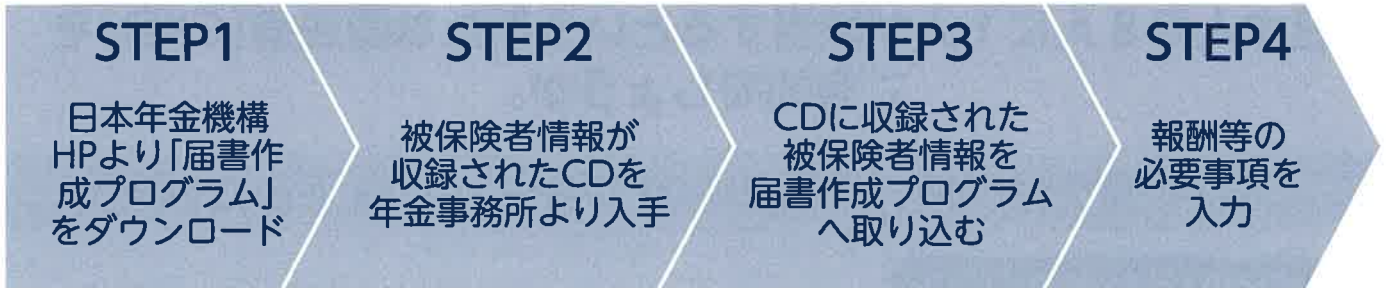 STEP1
日本年金機構
HPより「届書作
成プログラム」
をダウンロード
STEP2
被保険者情報が
収録されたCDを
年金事務所より入手
STEP3
CDに収録された
被保険者情報を
届書作成プログラム
へ取り込む
STEP4
報酬等の
必要事項を
入力